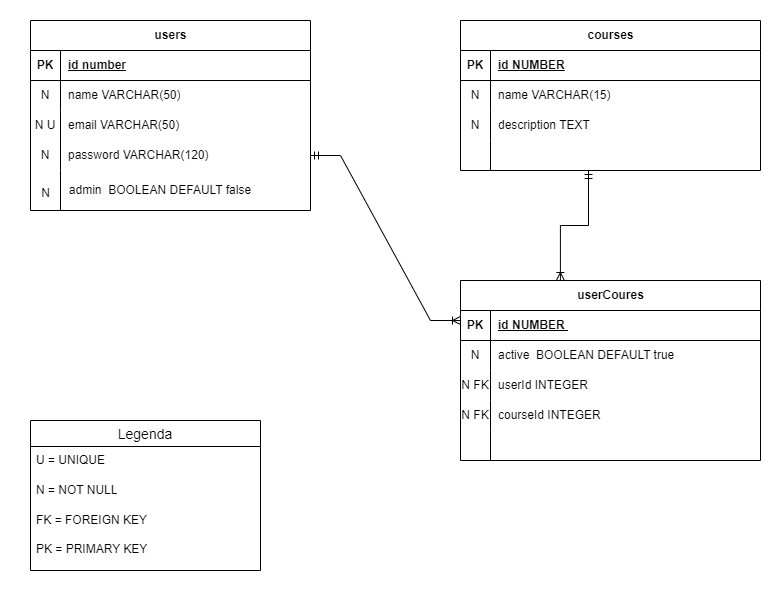 users
PK id number
N name VARCHAR(50)
N U email VARCHAR(50)
N password VARCHAR(120)
N admin BOOLEAN DEFAULT false
courses
PK id NUMBER
N name VARCHAR(15)
N description TEXT
userCoures
PK id NUMBER
N active BOOLEAN DEFAULT true
N FK userId INTEGER
N FK courseId INTEGER
Legenda
U = UNIQUE
N = NOT NULL
FK = FOREIGN KEY
PK = PRIMARY KEY